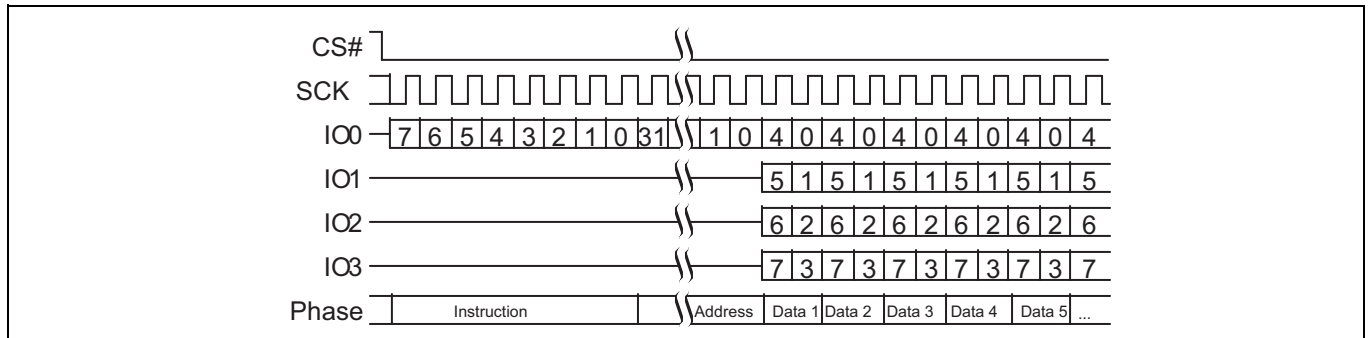 CS#
SCK
IO0 7 6 5 4 3 2 1 0 31 1 0 4 0 4 0 4 0 4 0 4 0 4
IO1 5 1 5 1 5 1 5 1 5 1 5
IO2 6 2 6 2 6 2 6 2 6 2 6
IO3 7 3 7 3 7 3 7 3 7 3 7
Phase Instruction Address Data 1 Data 2 Data 3 Data 4 Data 5 ...